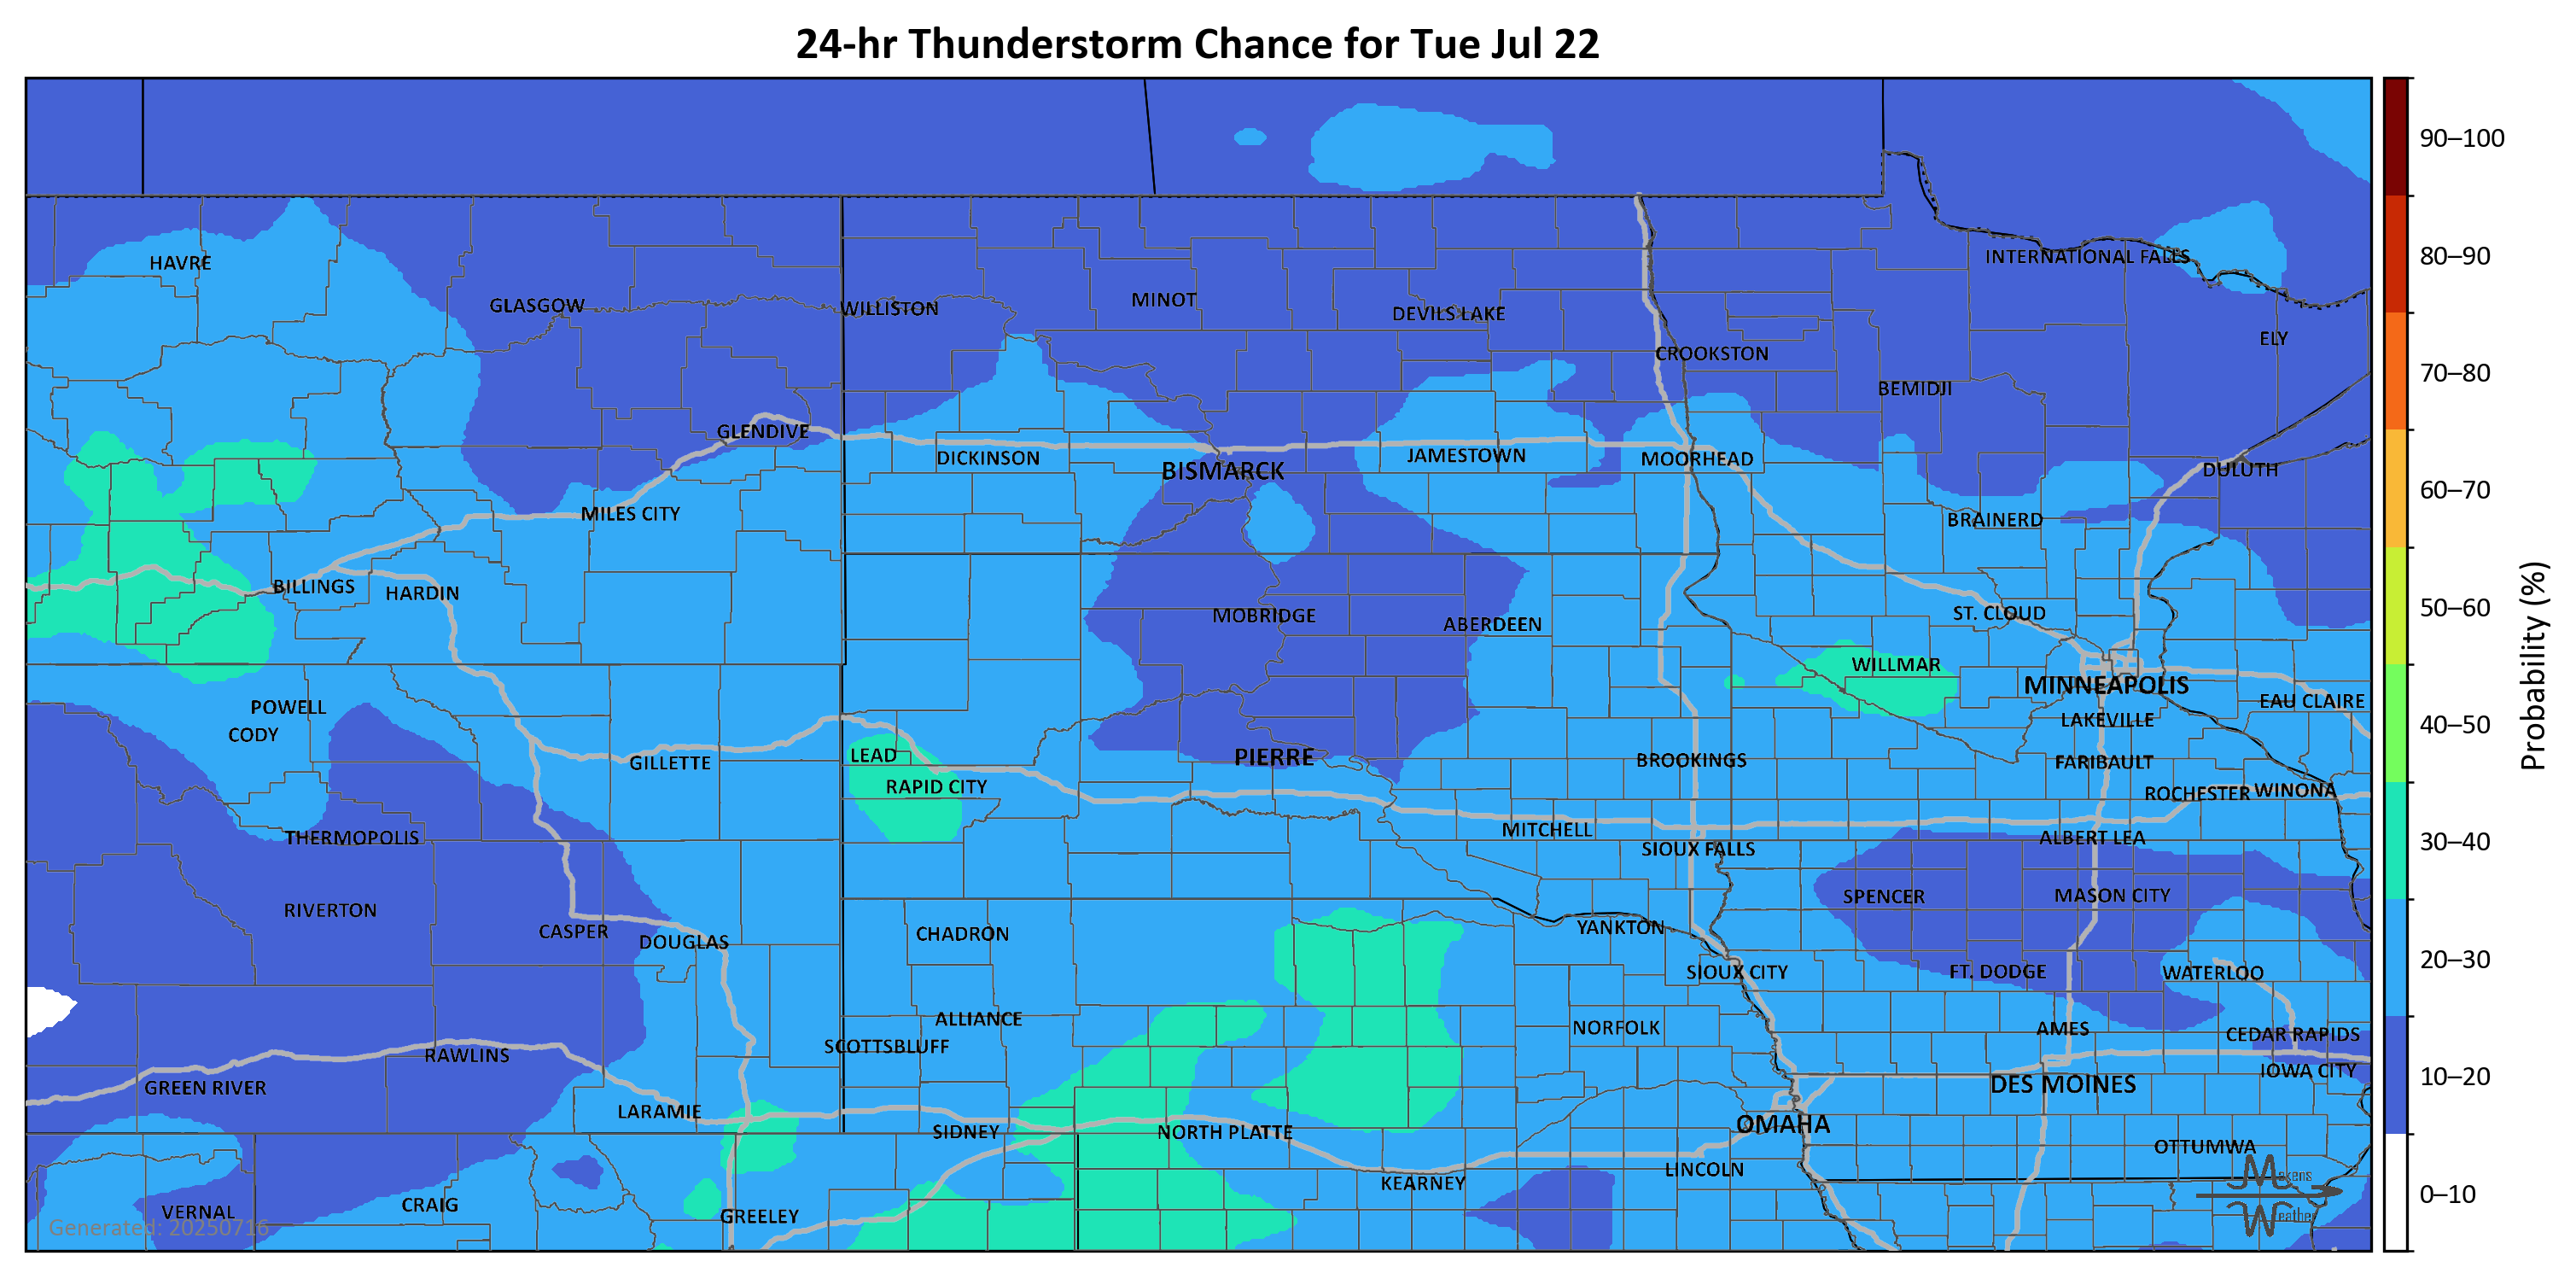 24-hr Thunderstorm Chance for Tue Jul 22
90–100
80–90
70–80
60–70
50–60
40–50
30–40
20–30
10–20
0–10
Probability (%)
HAVRE
INTERNATIONAL FALLS
GLASGOW
WILLISTON
MINOT
DEVILS LAKE
ELY
CROOKSTON
BEMIDJI
GLENDIVE
DICKINSON
BISMARCK
JAMESTOWN
MOORHEAD
DULUTH
MILES CITY
BRAINERD
BILLINGS
HARDIN
MOBRIDGE
ABERDEEN
ST. CLOUD
WILLMAR
MINNEAPOLIS
EAU CLAIRE
POWELL
CODY
LAKEVILLE
GILLETTE
LEAD
PIERRE
BROOKINGS
FARIBAULT
RAPID CITY
ROCHESTER
WINONA
THERMOPOLIS
MITCHELL
SIOUX FALLS
ALBERT LEA
RIVERTON
SPENCER
MASON CITY
CASPER
DOUGLAS
CHADRON
YANKTON
SIOUX CITY
FT. DODGE
WATERLOO
ALLIANCE
NORFOLK
AMES
CEDAR RAPIDS
SCOTTSBLUFF
RAWLINS
GREEN RIVER
IOWA CITY
DES MOINES
LARAMIE
SIDNEY
NORTH PLATTE
OMAHA
OTTUMWA
LINCOLN
KEARNEY
VERNAL
CRAIG
GREELEY
Generated: 20250716
Makens
Weather